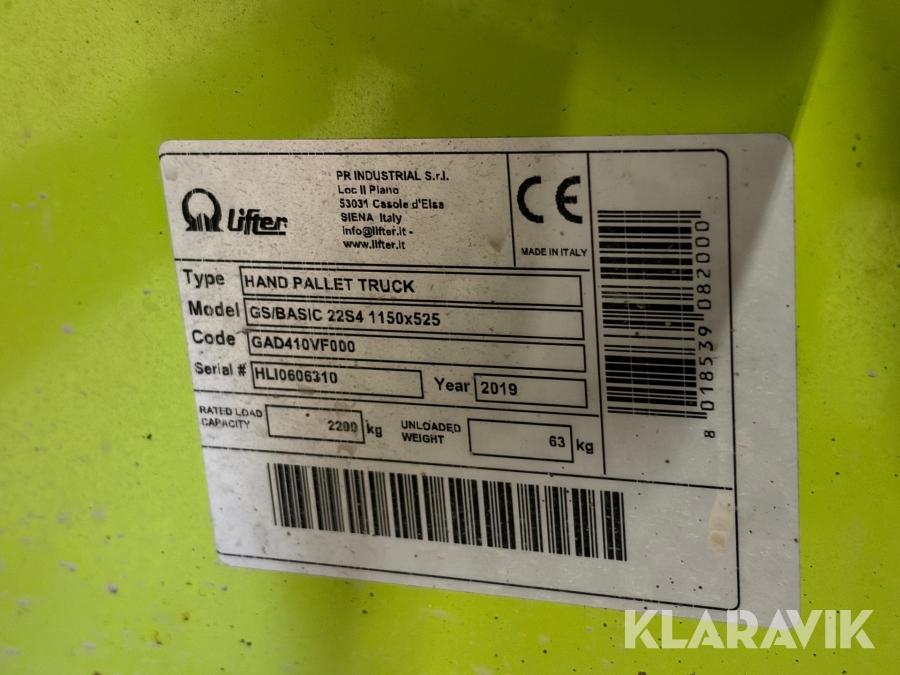 Lifter
PR INDUSTRIAL S.r.l.
Loc Il Piano
53031 Casole d'Elsa
SIENA Italy
info@lifter.it -
www.lifter.it
CE
MADE IN ITALY
Type HAND PALLET TRUCK
Model GS/BASIC 22S4 1150x525
Code GAD410VF000
Serial # HLI0606310 Year 2019
RATED LOAD CAPACITY 2200 kg UNLOADED WEIGHT 63 kg
8 018539 082000
KLARAVIK